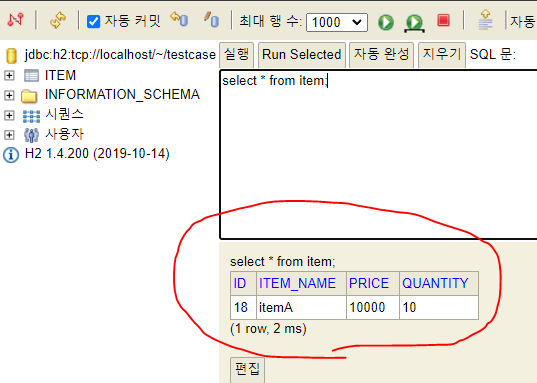 자동 커밋 최대 행 수: 1000 자동
jdbc:h2:tcp://localhost/~/testcase 실행 Run Selected 자동 완성 지우기 SQL 문:
ITEM
INFORMATION_SCHEMA
시퀀스
사용자
H2 1.4.200 (2019-10-14)
select * from item;
select * from item;
ID ITEM_NAME PRICE QUANTITY
18 itemA 10000 10
(1 row, 2 ms)
편집